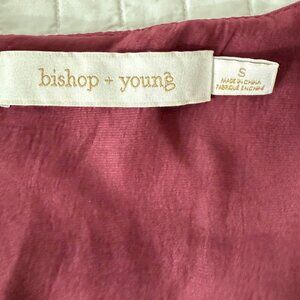 bishop + young
S
MADE IN CHINA
FABRIQUÉ EN CHINE